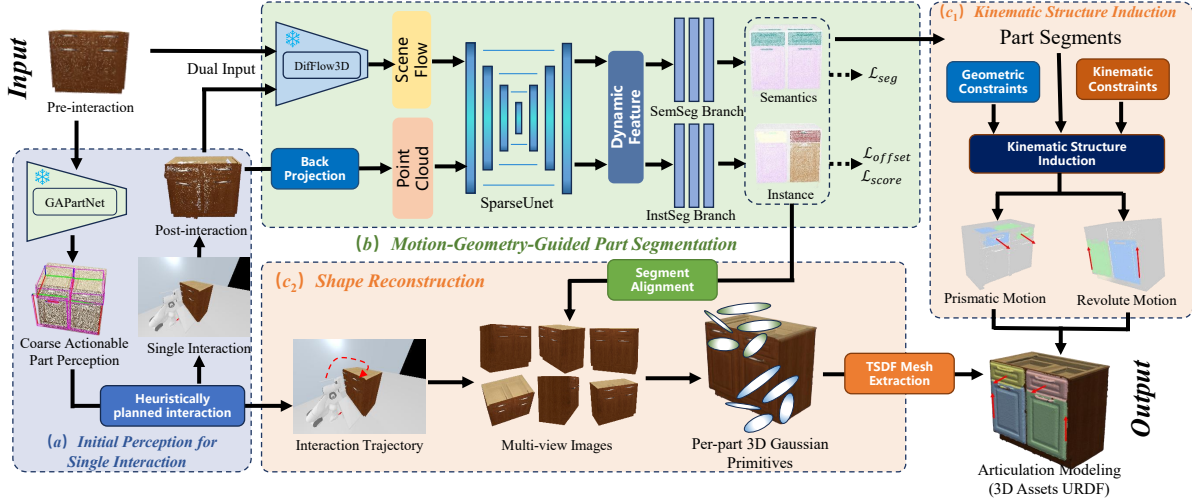 Input
Pre-interaction
Dual Input
GAPartNet
Coarse Actionable
Part Perception
Post-interaction
Single Interaction
Heuristically
planned interaction
(a) Initial Perception for
Single Interaction
DifFlow3D
Scene
Flow
Back
Projection
Point
Cloud
SparseUnet
Dynamic
Feature
SemSeg Branch
InstSeg Branch
Semantics
Instance
ℒseg
ℒoffset
ℒscore
(b) Motion-Geometry-Guided Part Segmentation
(c₂) Shape Reconstruction
Segment
Alignment
Interaction Trajectory
Multi-view Images
Per-part 3D Gaussian
Primitives
TSDF Mesh
Extraction
(c₁) Kinematic Structure Induction
Part Segments
Geometric
Constraints
Kinematic
Constraints
Kinematic Structure
Induction
Prismatic Motion
Revolute Motion
Output
Articulation Modeling
(3D Assets URDF)